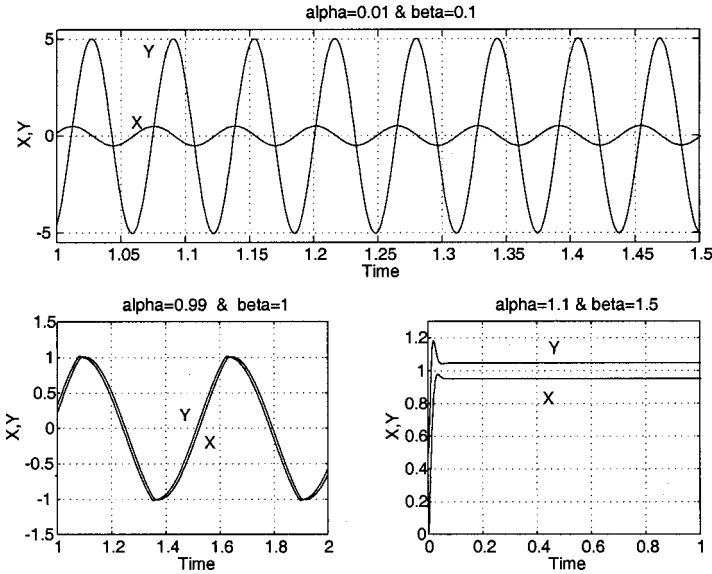 alpha=0.01 & beta=0.1
5
0
-5
X,Y
Y
X
1 1.05 1.1 1.15 1.2 1.25 1.3 1.35 1.4 1.45 1.5
Time
alpha=0.99 & beta=1
1.5
1
0.5
0
-0.5
-1
-1.5
X,Y
Y
X
1 1.2 1.4 1.6 1.8 2
Time
alpha=1.1 & beta=1.5
1.2
1
0.8
0.6
0.4
0.2
0
X,Y
Y
X
0 0.2 0.4 0.6 0.8 1
Time